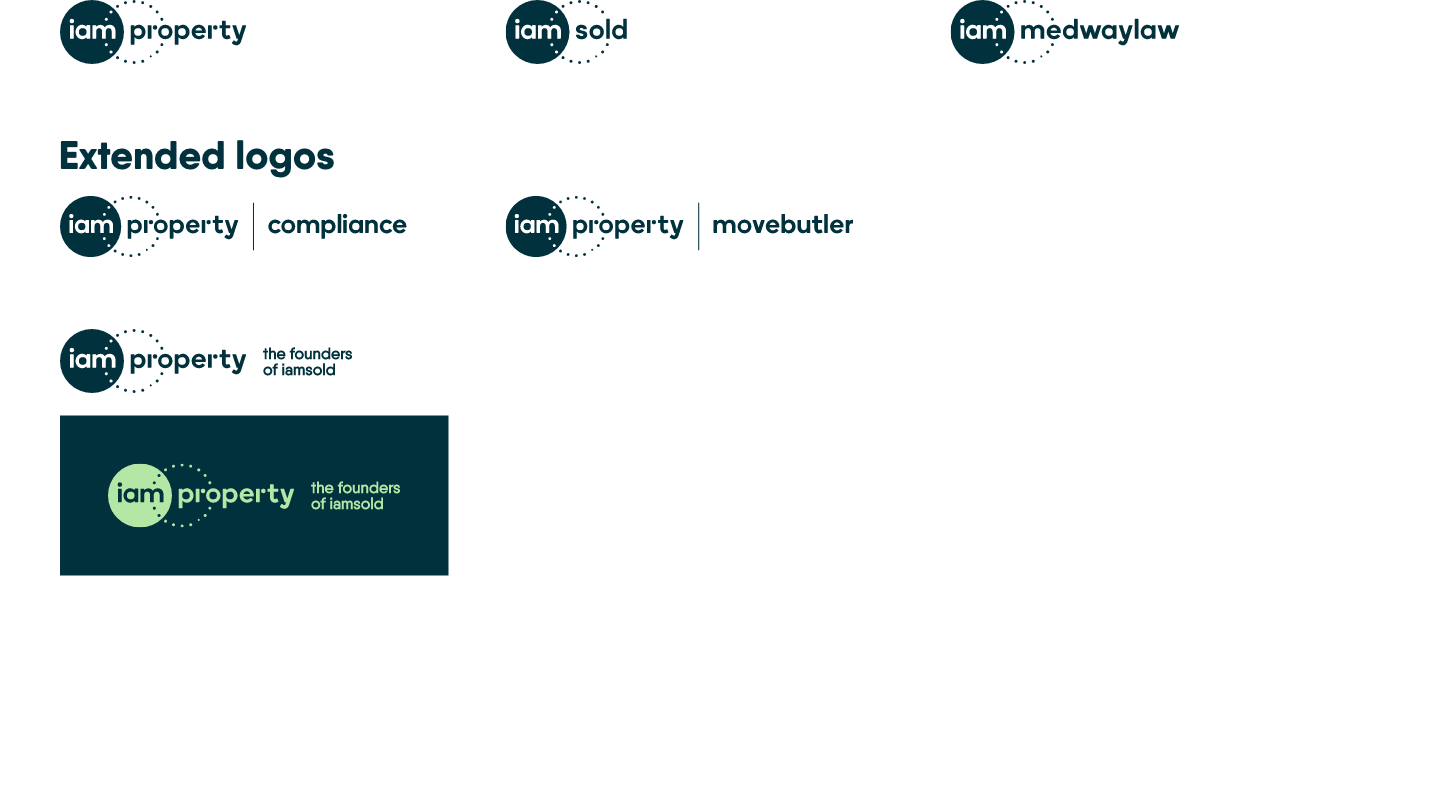 iam property
iam sold
iam medwaylaw
Extended logos
iam property | compliance
iam property | movebutler
iam property the founders
of iamsold
iam property the founders
of iamsold